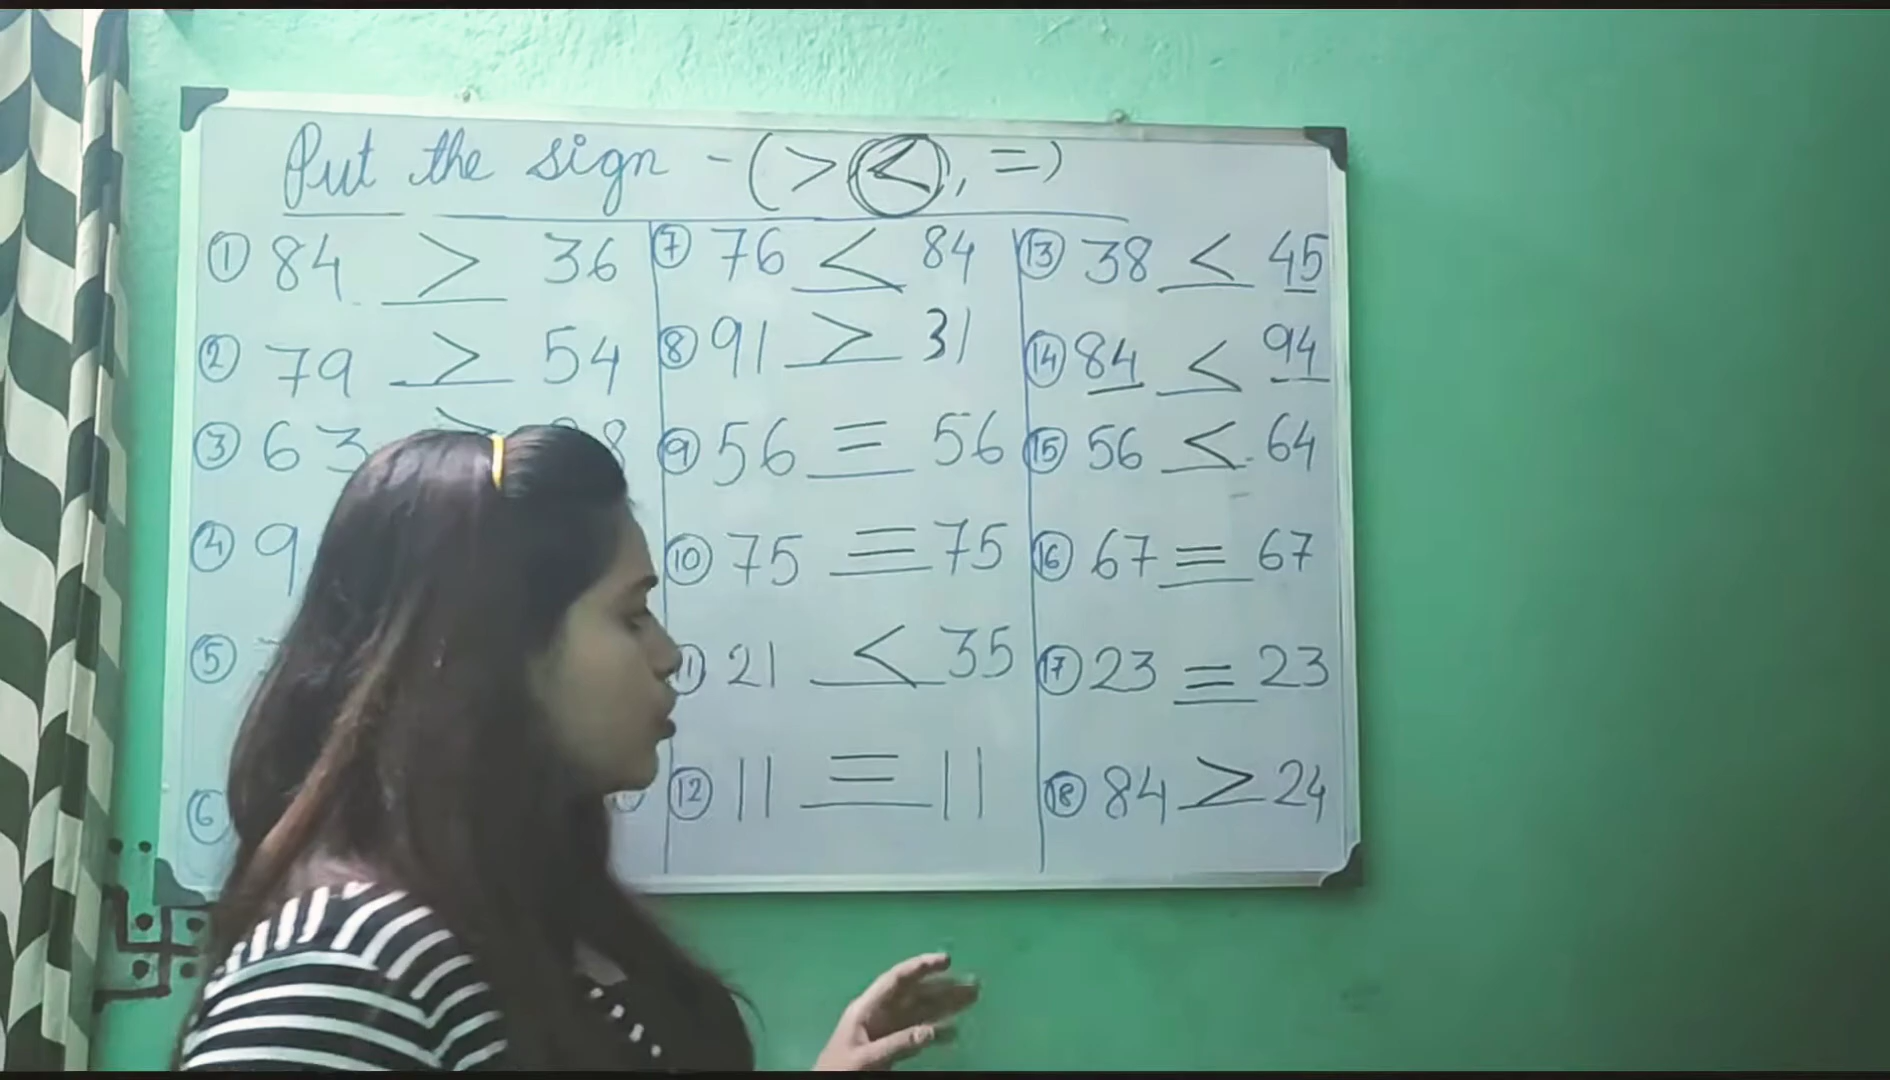 Put the sign - (> <, =)
① 84 > 36
② 79 > 54
③ 63 > 8
④ 9
⑤
⑥
⑦ 76 < 84
⑧ 91 > 31
⑨ 56 = 56
⑩ 75 = 75
⑪ 21 < 35
⑫ 11 = 11
⑬ 38 < 45
⑭ 84 < 94
⑮ 56 < 64
⑯ 67 = 67
⑰ 23 = 23
⑱ 84 > 24